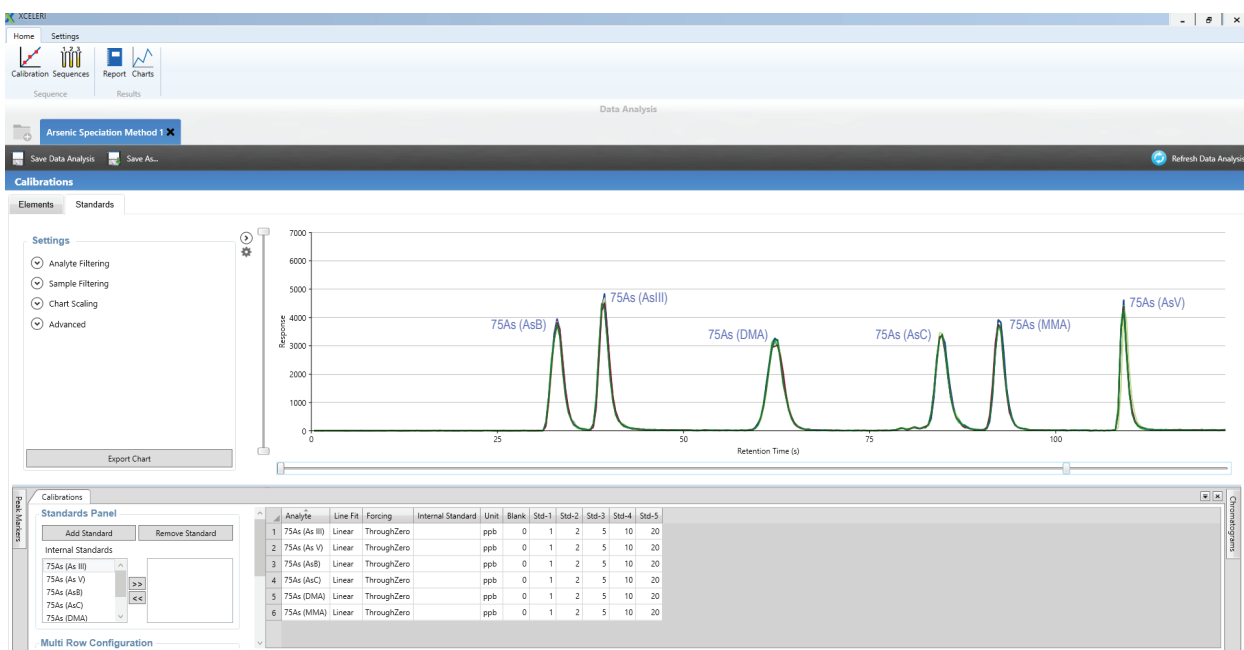 XCELERI
Home Settings
Calibration Sequences Report Charts
Sequence Results
Data Analysis
Arsenic Speciation Method 1
Save Data Analysis Save As... Refresh Data Analysis
Calibrations
Elements Standards
Settings
Analyte Filtering
Sample Filtering
Chart Scaling
Advanced
Export Chart
7000
6000
5000
4000
3000
2000
1000
0
Response
75As (AsB)
75As (AsIII)
75As (DMA)
75As (AsC)
75As (MMA)
75As (AsV)
0 25 50 75 100
Retention Time (s)
Peak Markers
Calibrations
Chromatograms
Standards Panel
Add Standard Remove Standard
Internal Standards
75As (As III)
75As (As V)
75As (AsB)
75As (AsC)
75As (DMA)
>>
<<
Multi Row Configuration
Analyte Line Fit Forcing Internal Standard Unit Blank Std-1 Std-2 Std-3 Std-4 Std-5
1 75As (As III) Linear ThroughZero ppb 0 1 2 5 10 20
2 75As (As V) Linear ThroughZero ppb 0 1 2 5 10 20
3 75As (AsB) Linear ThroughZero ppb 0 1 2 5 10 20
4 75As (AsC) Linear ThroughZero ppb 0 1 2 5 10 20
5 75As (DMA) Linear ThroughZero ppb 0 1 2 5 10 20
6 75As (MMA) Linear ThroughZero ppb 0 1 2 5 10 20